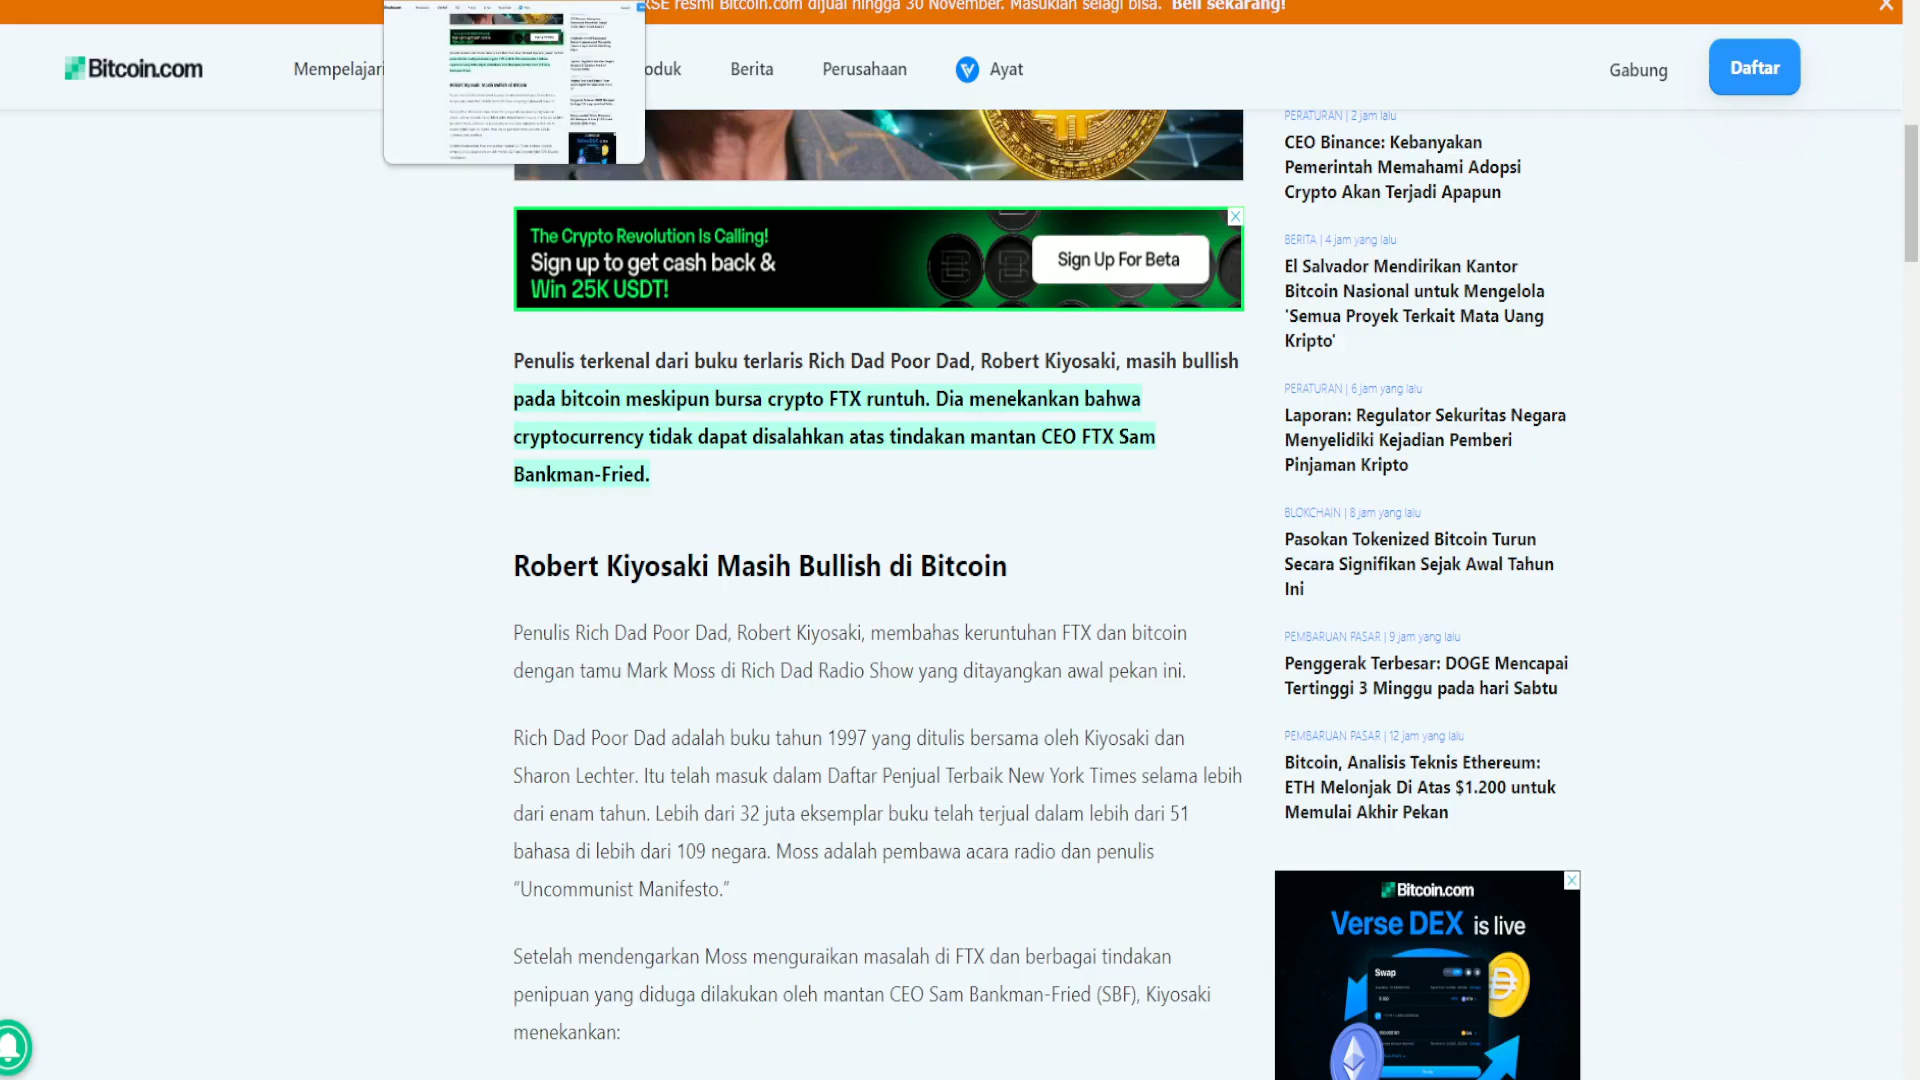 RSE resmi Bitcoin.com dijual hingga 30 November. Masuklah selagi bisa. Beli sekarang!
Bitcoin.com
Mempelajari
oduk
Berita
Perusahaan
Ayat
Gabung
Daftar
The Crypto Revolution Is Calling!
Sign up to get cash back &
Win 25K USDT!
Sign Up For Beta
Penulis terkenal dari buku terlaris Rich Dad Poor Dad, Robert Kiyosaki, masih bullish
pada bitcoin meskipun bursa crypto FTX runtuh. Dia menekankan bahwa
cryptocurrency tidak dapat disalahkan atas tindakan mantan CEO FTX Sam
Bankman-Fried.
Robert Kiyosaki Masih Bullish di Bitcoin
Penulis Rich Dad Poor Dad, Robert Kiyosaki, membahas keruntuhan FTX dan bitcoin
dengan tamu Mark Moss di Rich Dad Radio Show yang ditayangkan awal pekan ini.
Rich Dad Poor Dad adalah buku tahun 1997 yang ditulis bersama oleh Kiyosaki dan
Sharon Lechter. Itu telah masuk dalam Daftar Penjual Terbaik New York Times selama lebih
dari enam tahun. Lebih dari 32 juta eksemplar buku telah terjual dalam lebih dari 51
bahasa di lebih dari 109 negara. Moss adalah pembawa acara radio dan penulis
"Uncommunist Manifesto."
Setelah mendengarkan Moss menguraikan masalah di FTX dan berbagai tindakan
penipuan yang diduga dilakukan oleh mantan CEO Sam Bankman-Fried (SBF), Kiyosaki
menekankan:
PERATURAN | 2 jam lalu
CEO Binance: Kebanyakan
Pemerintah Memahami Adopsi
Crypto Akan Terjadi Apapun
BERITA | 4 jam yang lalu
El Salvador Mendirikan Kantor
Bitcoin Nasional untuk Mengelola
'Semua Proyek Terkait Mata Uang
Kripto'
PERATURAN | 6 jam yang lalu
Laporan: Regulator Sekuritas Negara
Menyelidiki Kejadian Pemberi
Pinjaman Kripto
BLOKCHAIN | 8 jam yang lalu
Pasokan Tokenized Bitcoin Turun
Secara Signifikan Sejak Awal Tahun
Ini
PEMBARUAN PASAR | 9 jam yang lalu
Penggerak Terbesar: DOGE Mencapai
Tertinggi 3 Minggu pada hari Sabtu
PEMBARUAN PASAR | 12 jam yang lalu
Bitcoin, Analisis Teknis Ethereum:
ETH Melonjak Di Atas $1.200 untuk
Memulai Akhir Pekan
Bitcoin.com
Verse DEX is live
Swap